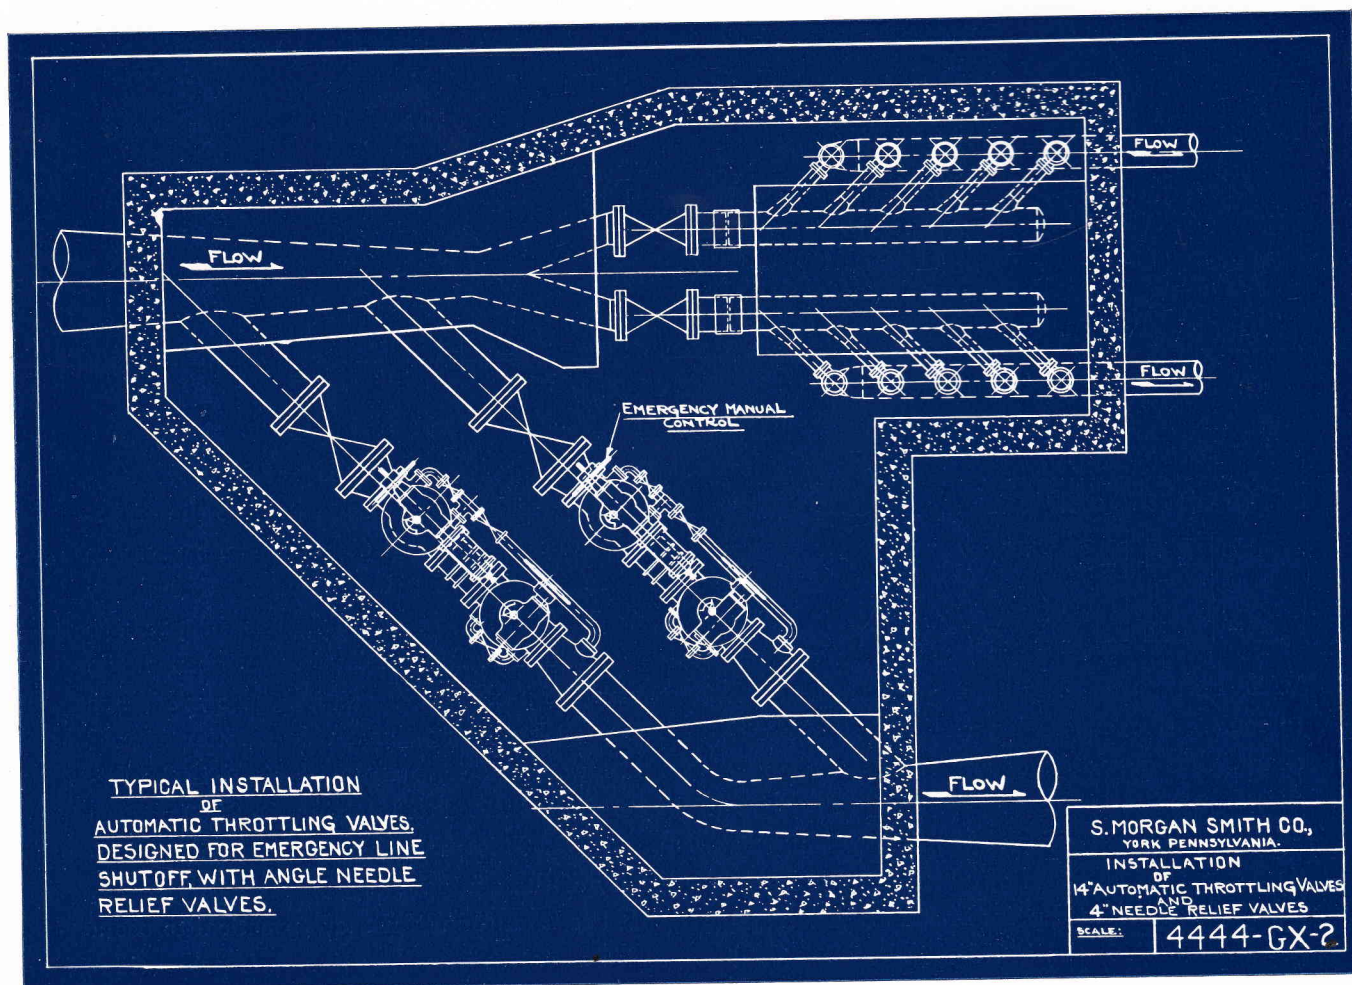 FLOW
FLOW
FLOW
EMERGENCY MANUAL
CONTROL
FLOW
TYPICAL INSTALLATION
OF
AUTOMATIC THROTTLING VALVES,
DESIGNED FOR EMERGENCY LINE
SHUTOFF, WITH ANGLE NEEDLE
RELIEF VALVES.
S. MORGAN SMITH CO.,
YORK PENNSYLVANIA.
INSTALLATION
OF
14" AUTOMATIC THROTTLING VALVES
AND
4" NEEDLE RELIEF VALVES
SCALE:
4444-GX-2